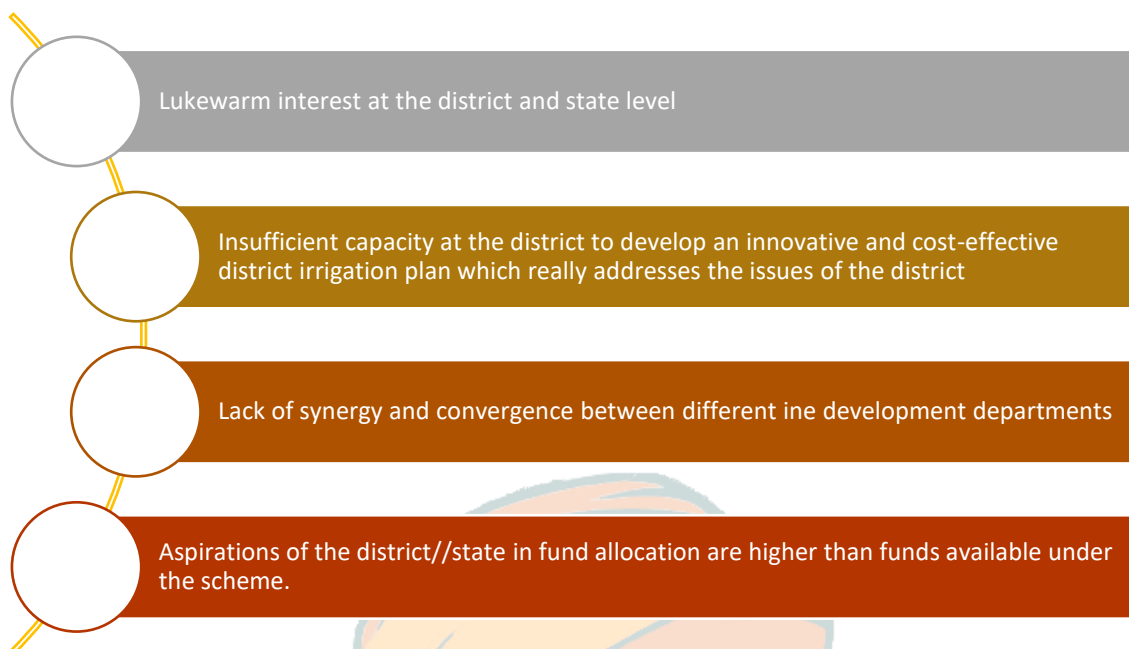 Lukewarm interest at the district and state level
Insufficient capacity at the district to develop an innovative and cost-effective
district irrigation plan which really addresses the issues of the district
Lack of synergy and convergence between different ine development departments
Aspirations of the district//state in fund allocation are higher than funds available under
the scheme.